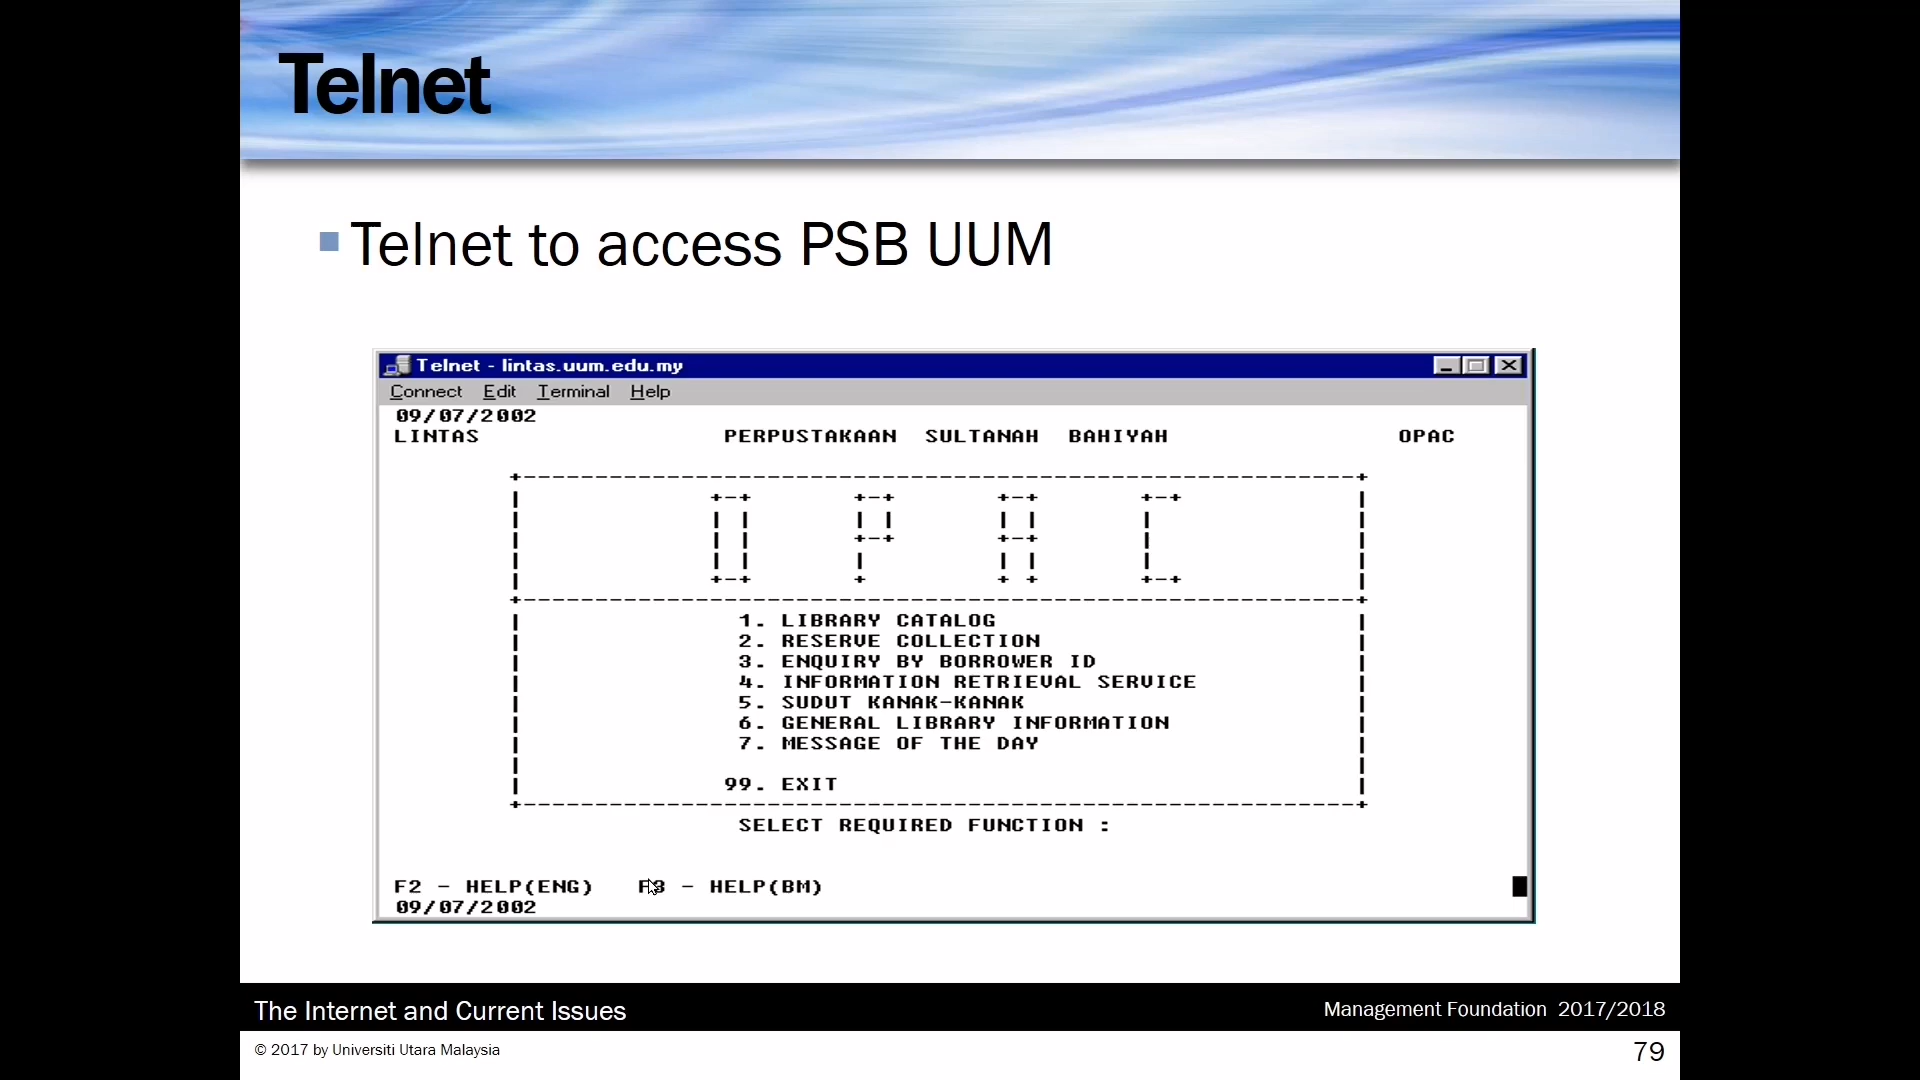 Telnet
Telnet to access PSB UUM
Telnet - lintas.uum.edu.my
Connect Edit Terminal Help
09/07/2002
LINTAS PERPUSTAKAAN SULTANAH BAHIYAH OPAC
OPAC
1. LIBRARY CATALOG
2. RESERVE COLLECTION
3. ENQUIRY BY BORROWER ID
4. INFORMATION RETRIEVAL SERVICE
5. SUDUT KANAK-KANAK
6. GENERAL LIBRARY INFORMATION
7. MESSAGE OF THE DAY
99. EXIT
SELECT REQUIRED FUNCTION :
F2 - HELP(ENG) F3 - HELP(BM)
09/07/2002
The Internet and Current Issues Management Foundation 2017/2018
© 2017 by Universiti Utara Malaysia 79